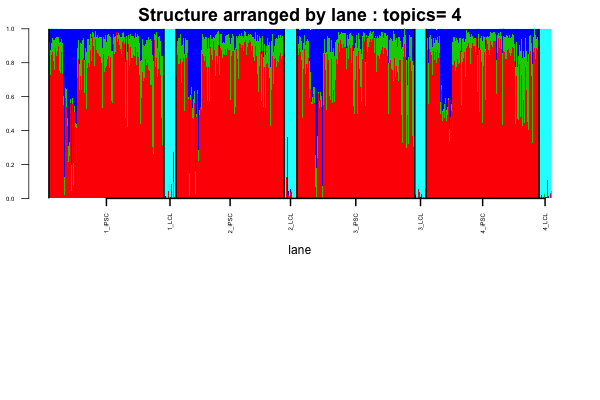 Structure arranged by lane : topics= 4
1.0
0.8
0.6
0.4
0.2
0.0
1_iPSC
1_LCL
2_iPSC
2_LCL
3_iPSC
3_LCL
4_iPSC
4_LCL
lane